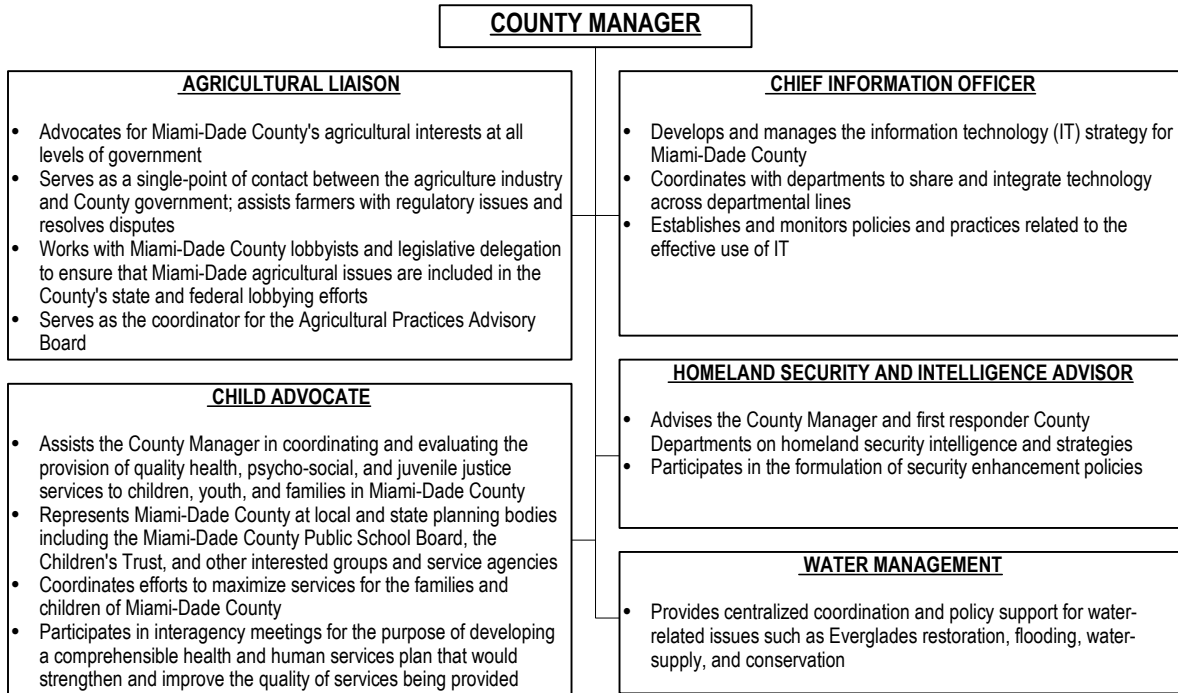 COUNTY MANAGER
AGRICULTURAL LIAISON
• Advocates for Miami-Dade County's agricultural interests at all
levels of government
• Serves as a single-point of contact between the agriculture industry
and County government; assists farmers with regulatory issues and
resolves disputes
• Works with Miami-Dade County lobbyists and legislative delegation
to ensure that Miami-Dade agricultural issues are included in the
County's state and federal lobbying efforts
• Serves as the coordinator for the Agricultural Practices Advisory
Board
CHIEF INFORMATION OFFICER
• Develops and manages the information technology (IT) strategy for
Miami-Dade County
• Coordinates with departments to share and integrate technology
across departmental lines
• Establishes and monitors policies and practices related to the
effective use of IT
CHILD ADVOCATE
• Assists the County Manager in coordinating and evaluating the
provision of quality health, psycho-social, and juvenile justice
services to children, youth, and families in Miami-Dade County
• Represents Miami-Dade County at local and state planning bodies
including the Miami-Dade County Public School Board, the
Children's Trust, and other interested groups and service agencies
• Coordinates efforts to maximize services for the families and
children of Miami-Dade County
• Participates in interagency meetings for the purpose of developing
a comprehensible health and human services plan that would
strengthen and improve the quality of services being provided
HOMELAND SECURITY AND INTELLIGENCE ADVISOR
• Advises the County Manager and first responder County
Departments on homeland security intelligence and strategies
• Participates in the formulation of security enhancement policies
WATER MANAGEMENT
• Provides centralized coordination and policy support for water-
related issues such as Everglades restoration, flooding, water-
supply, and conservation